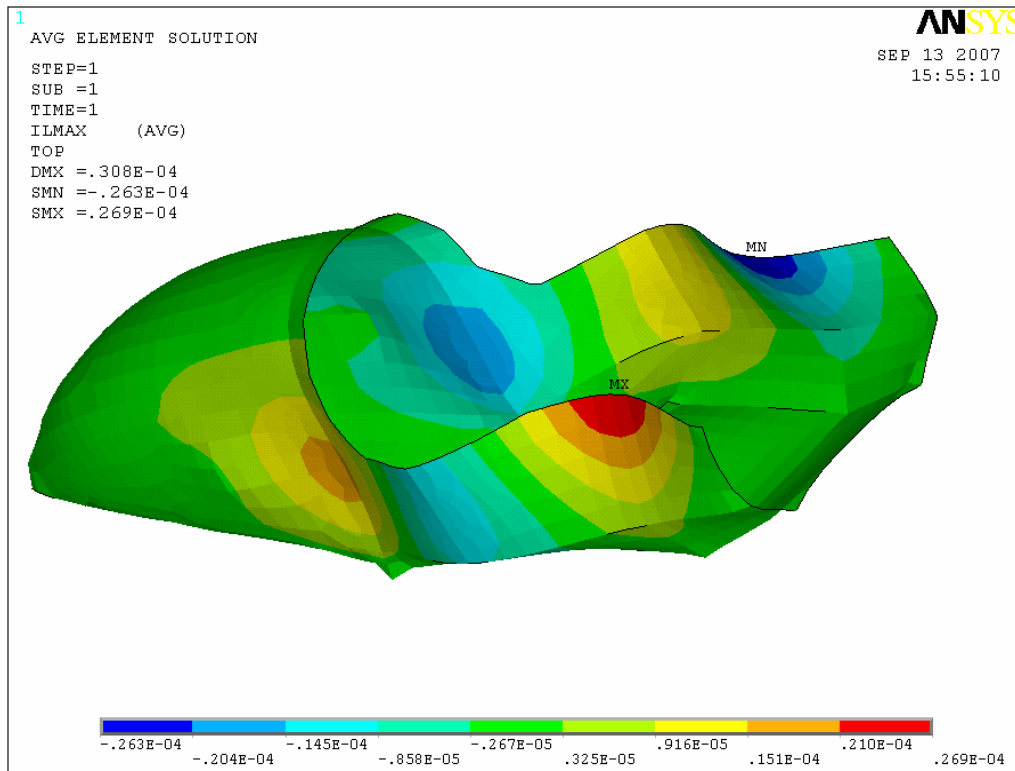 1
ANSYS
AVG ELEMENT SOLUTION
SEP 13 2007
15:55:10
STEP=1
SUB =1
TIME=1
ILMAX (AVG)
TOP
DMX =.308E-04
SMN =-.263E-04
SMX =.269E-04
MN
MX
-.263E-04 -.145E-04 -.267E-05 .916E-05 .210E-04
-.204E-04 -.858E-05 .325E-05 .151E-04 .269E-04